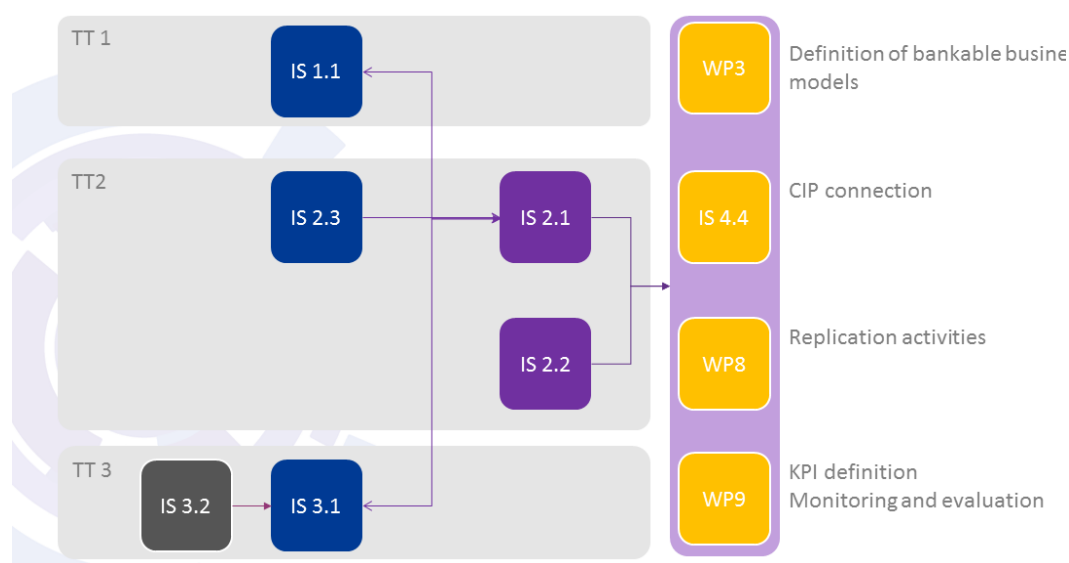 TT 1
IS 1.1
WP3
Definition of bankable busine
models
TT2
IS 2.3
IS 2.1
IS 4.4
CIP connection
IS 2.2
WP8
Replication activities
TT 3
IS 3.2
IS 3.1
WP9
KPI definition
Monitoring and evaluation